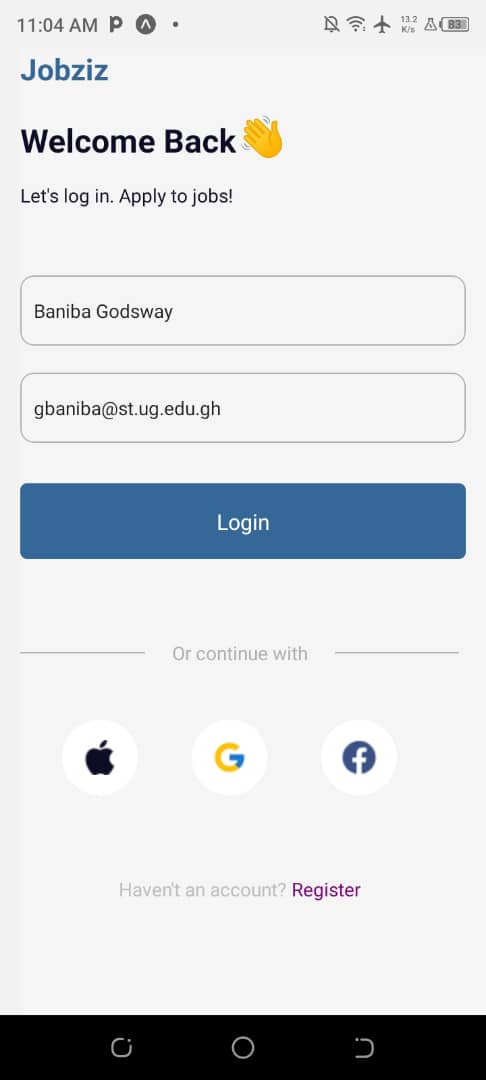 11:04 AM
13.2
K/s
83
Jobziz
Welcome Back👋
Let's log in. Apply to jobs!
Baniba Godsway
gbaniba@st.ug.edu.gh
Login
Or continue with
Haven't an account? Register